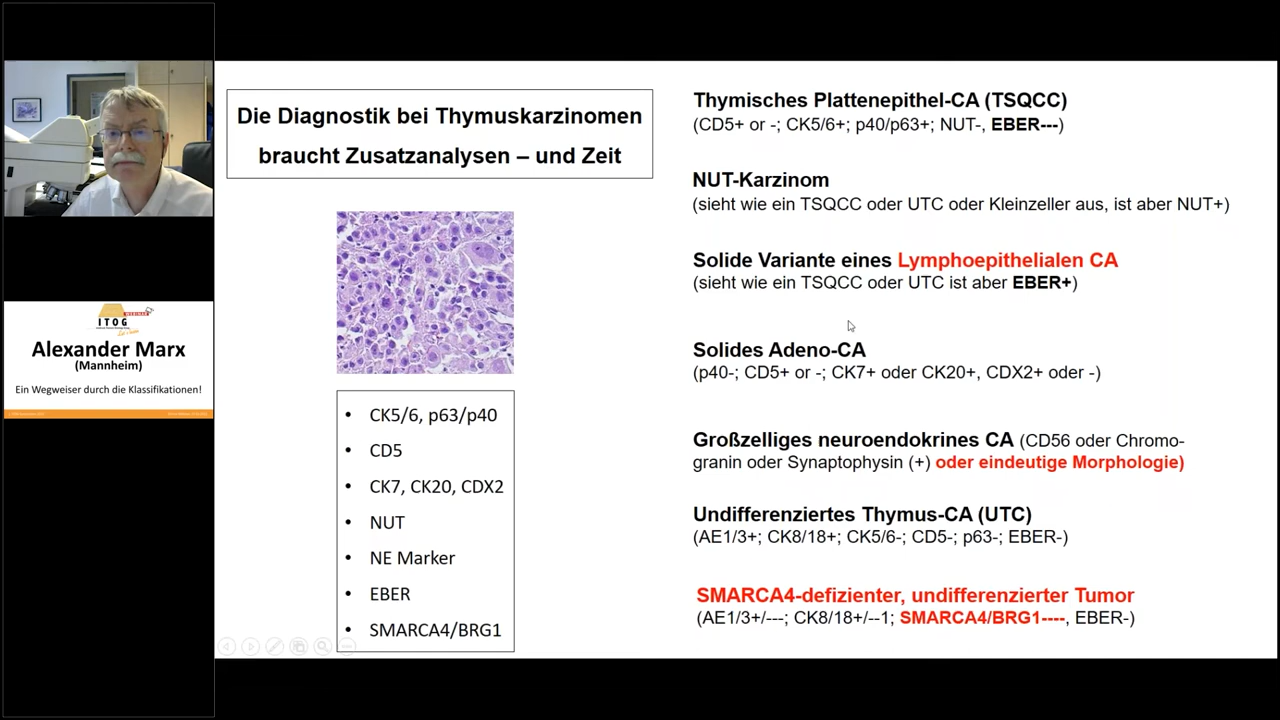 Die Diagnostik bei Thymuskarzinomen
braucht Zusatzanalysen – und Zeit
• CK5/6, p63/p40
• CD5
• CK7, CK20, CDX2
• NUT
• NE Marker
• EBER
• SMARCA4/BRG1
Thymisches Plattenepithel-CA (TSQCC)
(CD5+ or -; CK5/6+; p40/p63+; NUT-, EBER---)
NUT-Karzinom
(sieht wie ein TSQCC oder UTC oder Kleinzeller aus, ist aber NUT+)
Solide Variante eines Lymphoepithelialen CA
(sieht wie ein TSQCC oder UTC ist aber EBER+)
Solides Adeno-CA
(p40-; CD5+ or -; CK7+ oder CK20+, CDX2+ oder -)
Großzelliges neuroendokrines CA (CD56 oder Chromo-
granin oder Synaptophysin (+) oder eindeutige Morphologie)
Undifferenziertes Thymus-CA (UTC)
(AE1/3+; CK8/18+; CK5/6-; CD5-; p63-; EBER-)
SMARCA4-defizienter, undifferenzierter Tumor
(AE1/3+/---; CK8/18+/--1; SMARCA4/BRG1----, EBER-)
WEBINAR
ITOG
Alexander Marx
(Mannheim)
Ein Wegweiser durch die Klassifikationen!